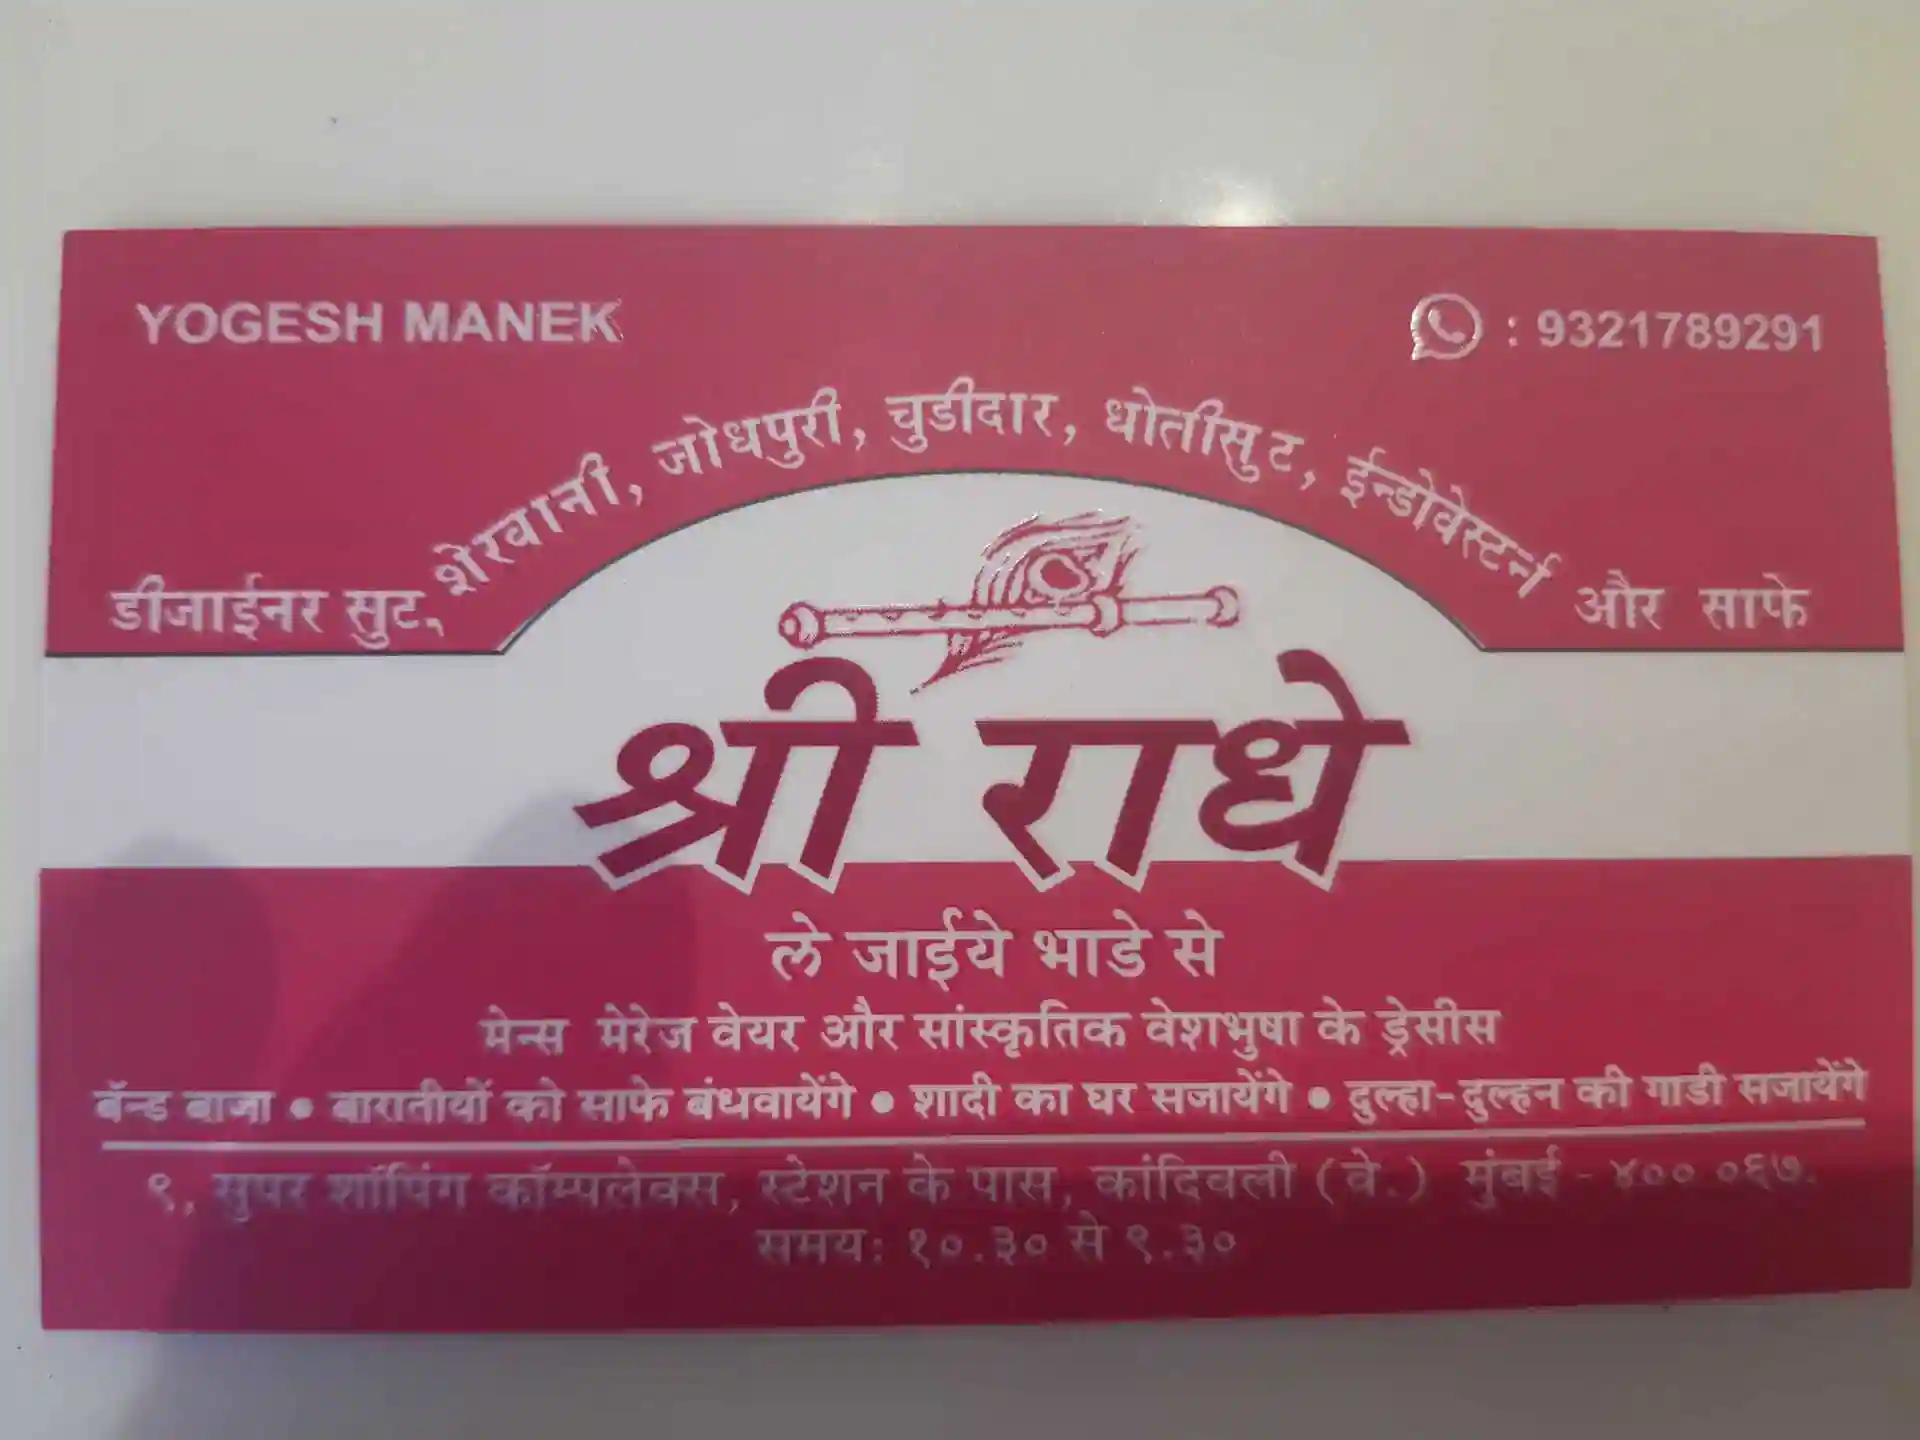 YOGESH MANEK
: 9321789291
डीजाईनर सुट, शेरवानी, जोधपुरी, चुडीदार, धोतीसुट, ईन्डोवेस्टर्न और साफे
श्री राधे
ले जाईये भाडे से
मेन्स मेरेज वेयर और सांस्कृतिक वेशभुषा के ड्रेसीस
बॅन्ड बाजा • बारातीयों को साफे बंधवायेंगे • शादी का घर सजायेंगे • दुल्हा-दुल्हन की गाडी सजायेंगे
९, सुपर शॉपिंग कॉम्पलेक्स, स्टेशन के पास, कांदिवली (वे.) मुंबई - ४०० ०६७.
समय: १०.३० से ९.३०